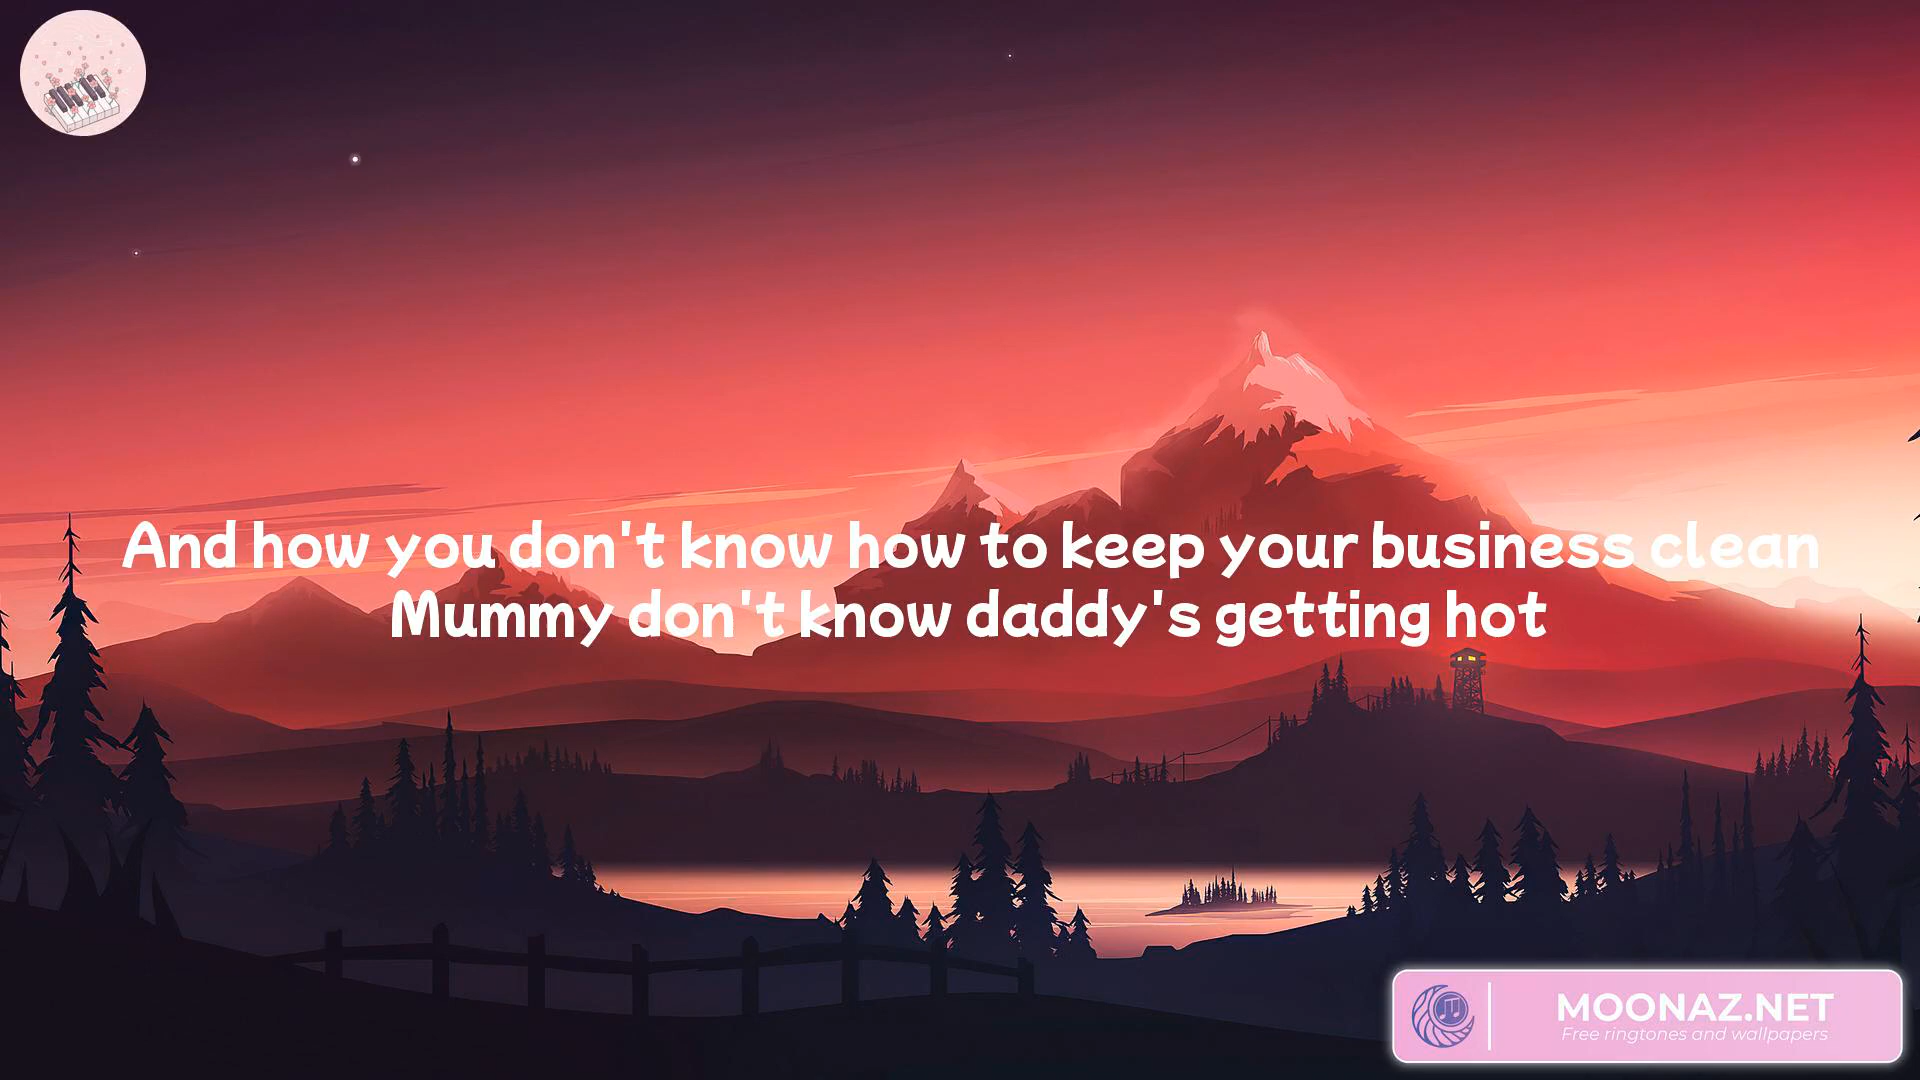 And how you don't know how to keep your business clean
Mummy don't know daddy's getting hot
MOONAZ.NET
Free ringtones and wallpapers